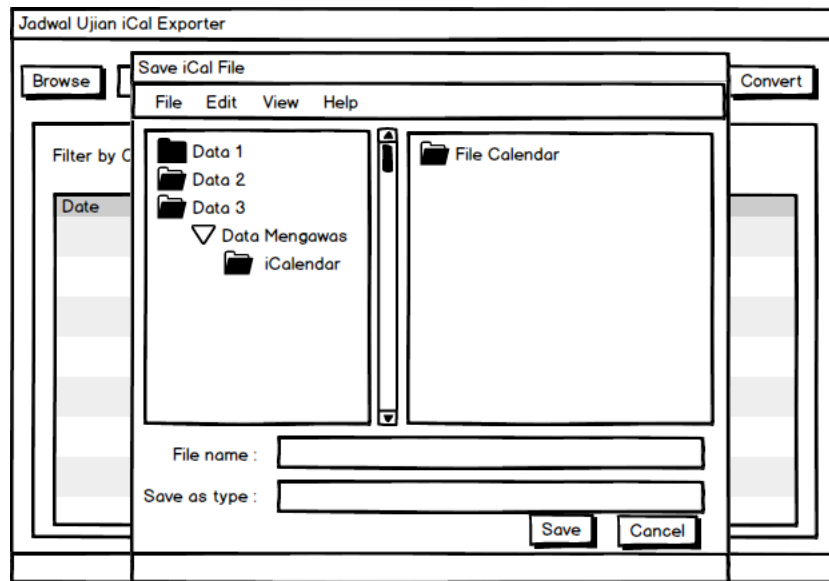 Jadwal Ujian iCal Exporter
Browse
Save iCal File
Convert
File Edit View Help
Filter by C
Data 1
Data 2
Data 3
Data Mengawas
iCalendar
File Calendar
Date
File name :
Save as type :
Save Cancel